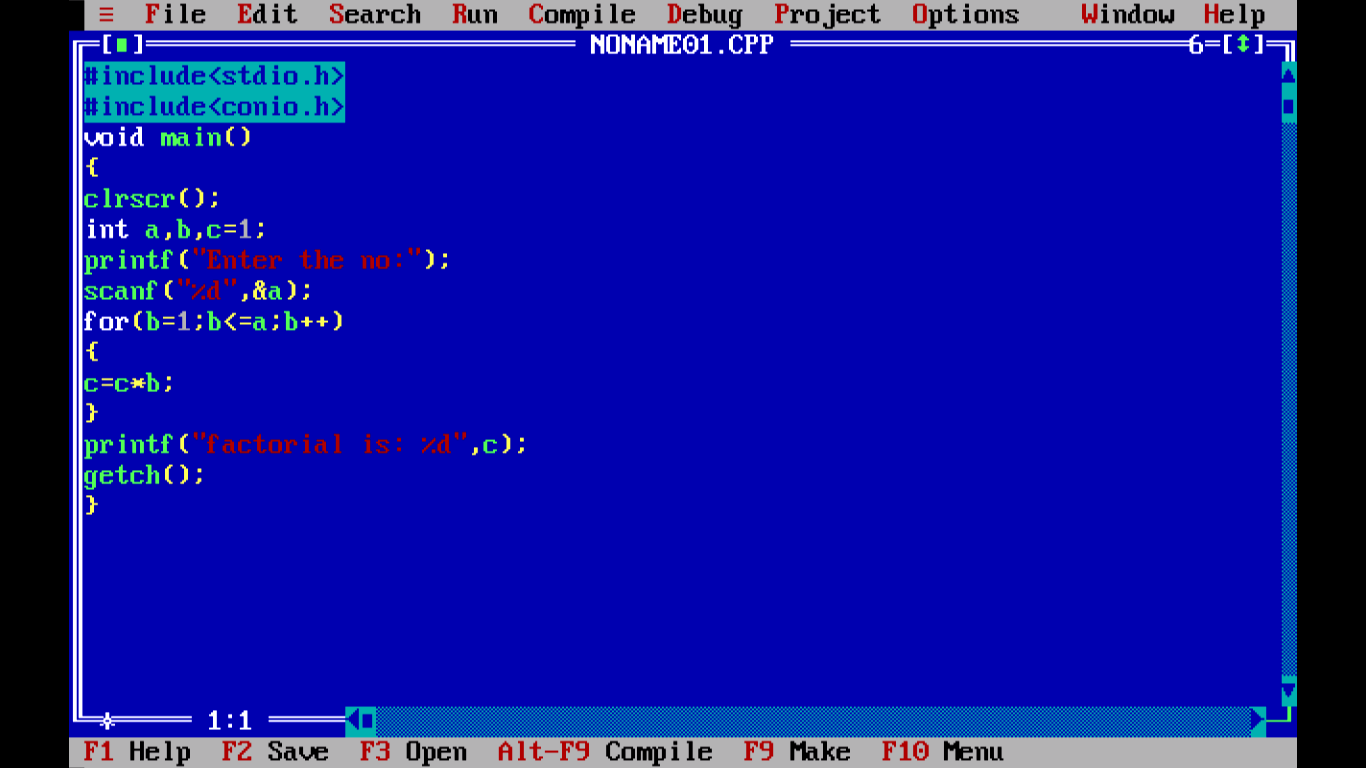 ≡ File Edit Search Run Compile Debug Project Options Window Help
[■] NONAME01.CPP 6=[↕]
#include<stdio.h>
#include<conio.h>
void main()
{
clrscr();
int a,b,c=1;
printf("Enter the no:");
scanf("%d",&a);
for(b=1;b<=a;b++)
{
c=c*b;
}
printf("factorial is: %d",c);
getch();
}
1:1
F1 Help F2 Save F3 Open Alt-F9 Compile F9 Make F10 Menu